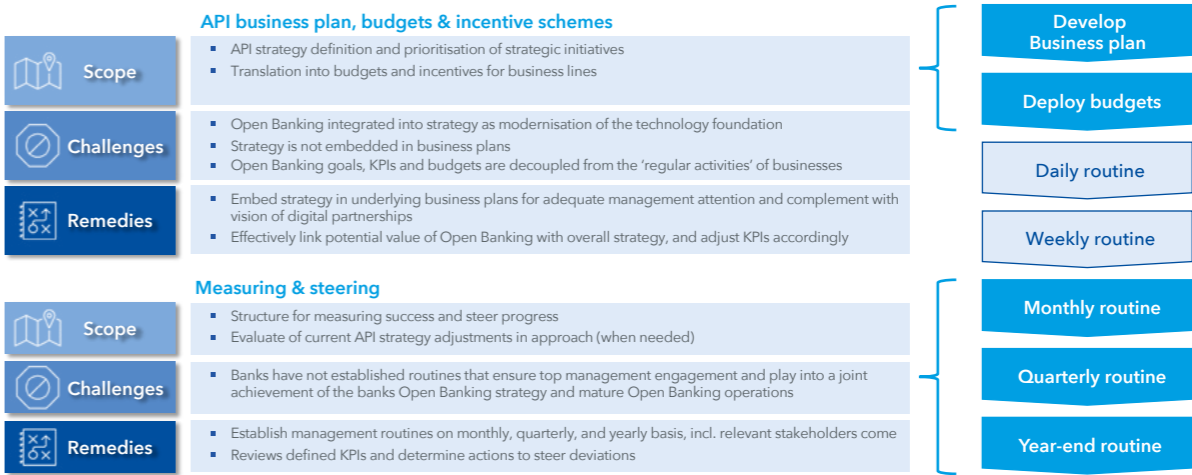 API business plan, budgets & incentive schemes
Scope
▪ API strategy definition and prioritisation of strategic initiatives
▪ Translation into budgets and incentives for business lines
Challenges
▪ Open Banking integrated into strategy as modernisation of the technology foundation
▪ Strategy is not embedded in business plans
▪ Open Banking goals, KPIs and budgets are decoupled from the ‘regular activities’ of businesses
Remedies
▪ Embed strategy in underlying business plans for adequate management attention and complement with
vision of digital partnerships
▪ Effectively link potential value of Open Banking with overall strategy, and adjust KPIs accordingly
Measuring & steering
Scope
▪ Structure for measuring success and steer progress
▪ Evaluate of current API strategy adjustments in approach (when needed)
Challenges
▪ Banks have not established routines that ensure top management engagement and play into a joint
achievement of the banks Open Banking strategy and mature Open Banking operations
Remedies
▪ Establish management routines on monthly, quarterly, and yearly basis, incl. relevant stakeholders come
▪ Reviews defined KPIs and determine actions to steer deviations
Develop
Business plan
Deploy budgets
Daily routine
Weekly routine
Monthly routine
Quarterly routine
Year-end routine